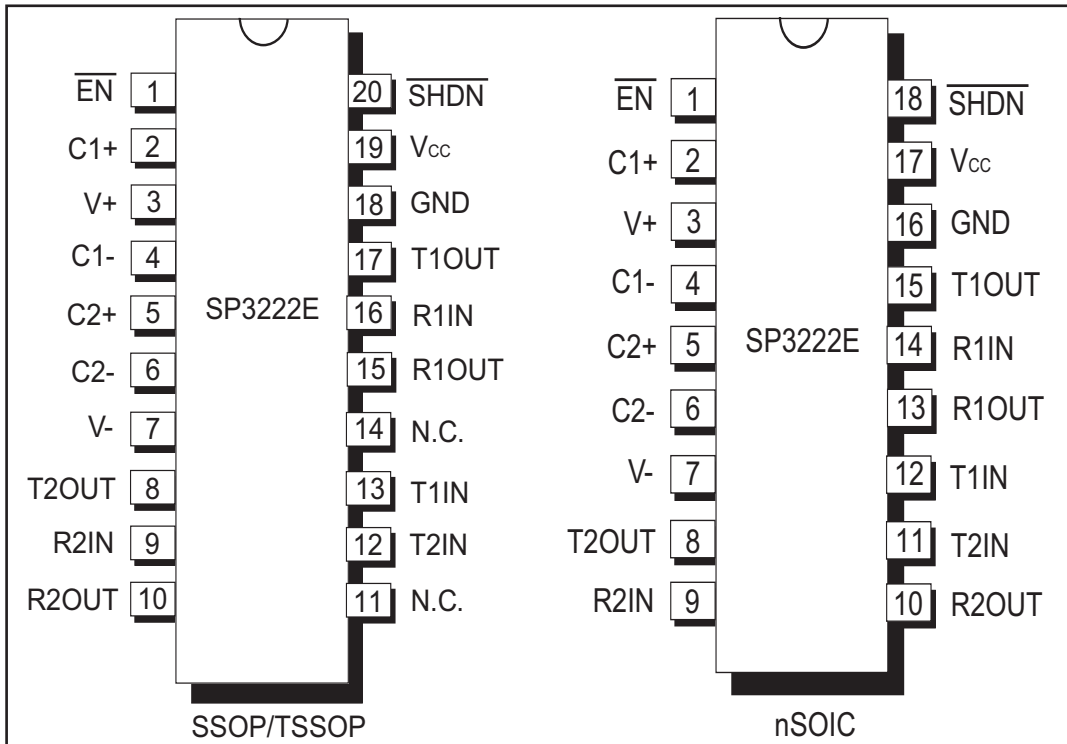 EN 1 20 SHDN
C1+ 2 19 Vcc
V+ 3 18 GND
C1- 4 17 T1OUT
C2+ 5 SP3222E 16 R1IN
C2- 6 15 R1OUT
V- 7 14 N.C.
T2OUT 8 13 T1IN
R2IN 9 12 T2IN
R2OUT 10 11 N.C.
SSOP/TSSOP
EN 1 18 SHDN
C1+ 2 17 Vcc
V+ 3 16 GND
C1- 4 15 T1OUT
C2+ 5 SP3222E 14 R1IN
C2- 6 13 R1OUT
V- 7 12 T1IN
T2OUT 8 11 T2IN
R2IN 9 10 R2OUT
nSOIC